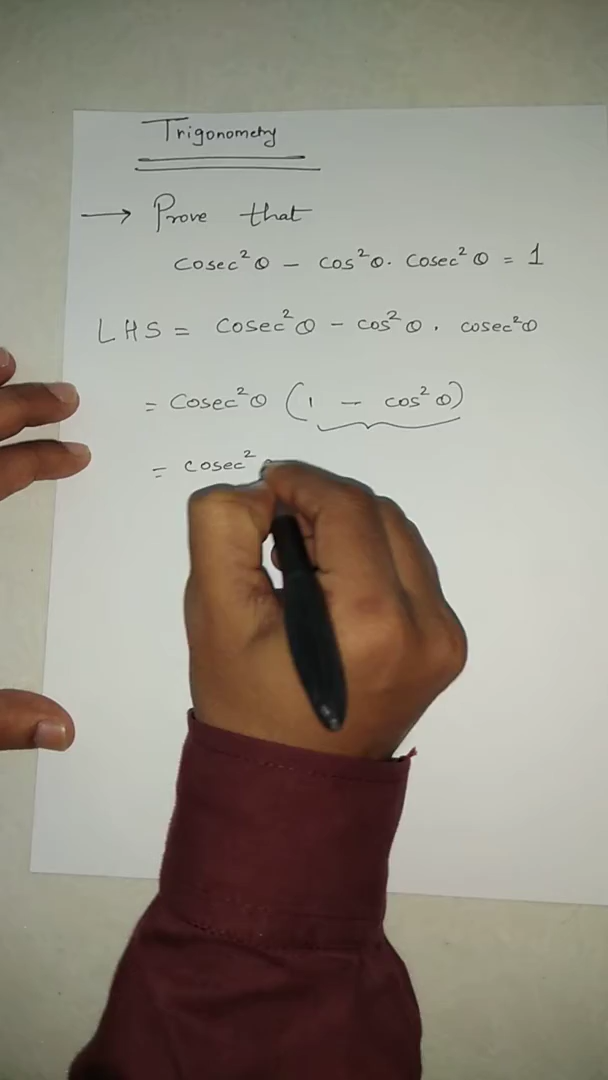 Trigonometry
→ Prove that
cosec²θ - cos²θ. cosec²θ = 1
LHS = cosec²θ - cos²θ . cosec²θ
= cosec²θ (1 - cos²θ)
= cosec²